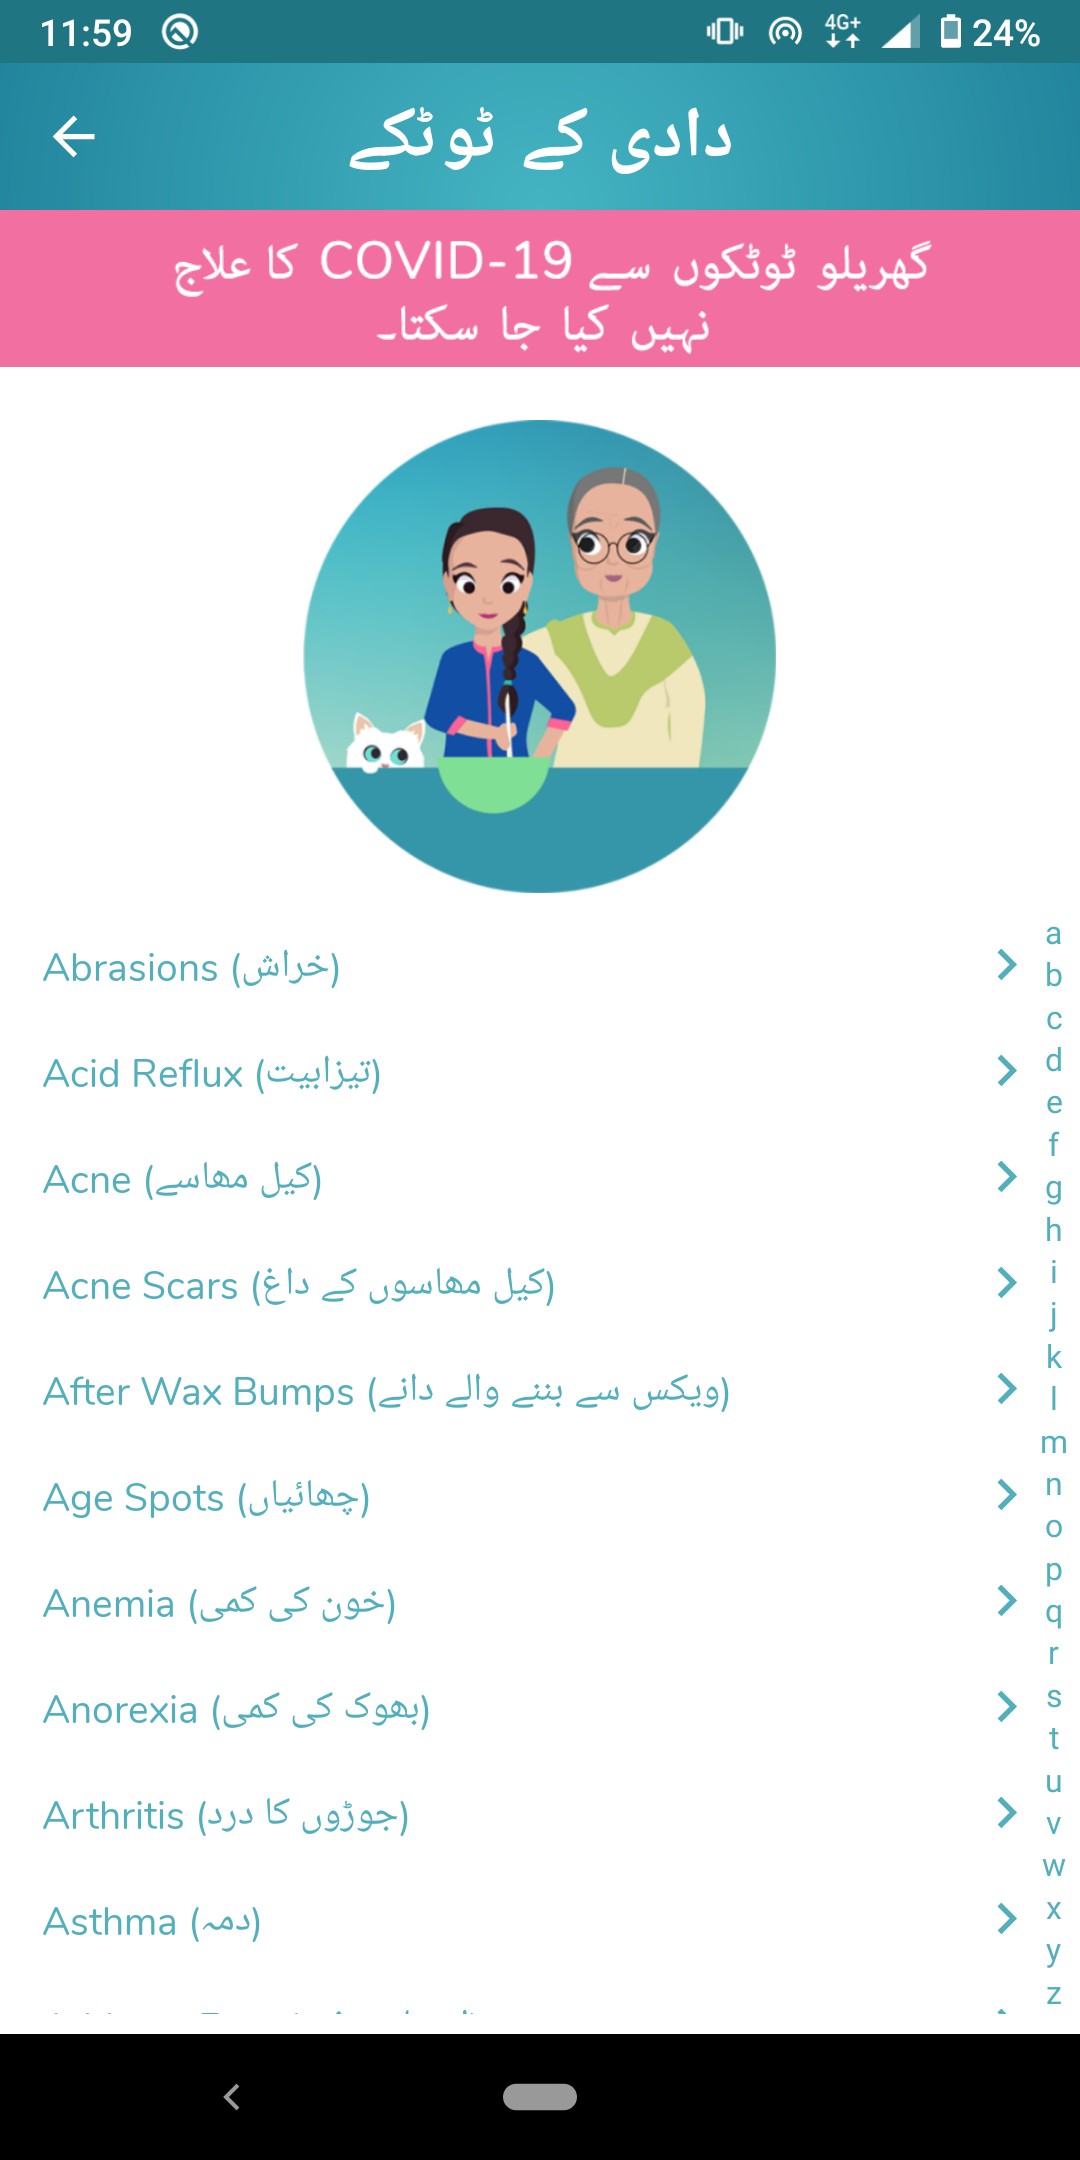 11:59
4G+
24%
دادی کے ٹوٹکے
گھریلو ٹوٹکوں سے COVID-19 کا علاج
نہیں کیا جا سکتا۔
Abrasions (خراش)
Acid Reflux (تیزابیت)
Acne (کیل مھاسے)
Acne Scars (کیل مھاسوں کے داغ)
After Wax Bumps (ویکس سے بننے والے دانے)
Age Spots (چھائیاں)
Anemia (خون کی کمی)
Anorexia (بھوک کی کمی)
Arthritis (جوڑوں کا درد)
Asthma (دمہ)
a
b
c
d
e
f
g
h
i
j
k
l
m
n
o
p
q
r
s
t
u
v
w
x
y
z